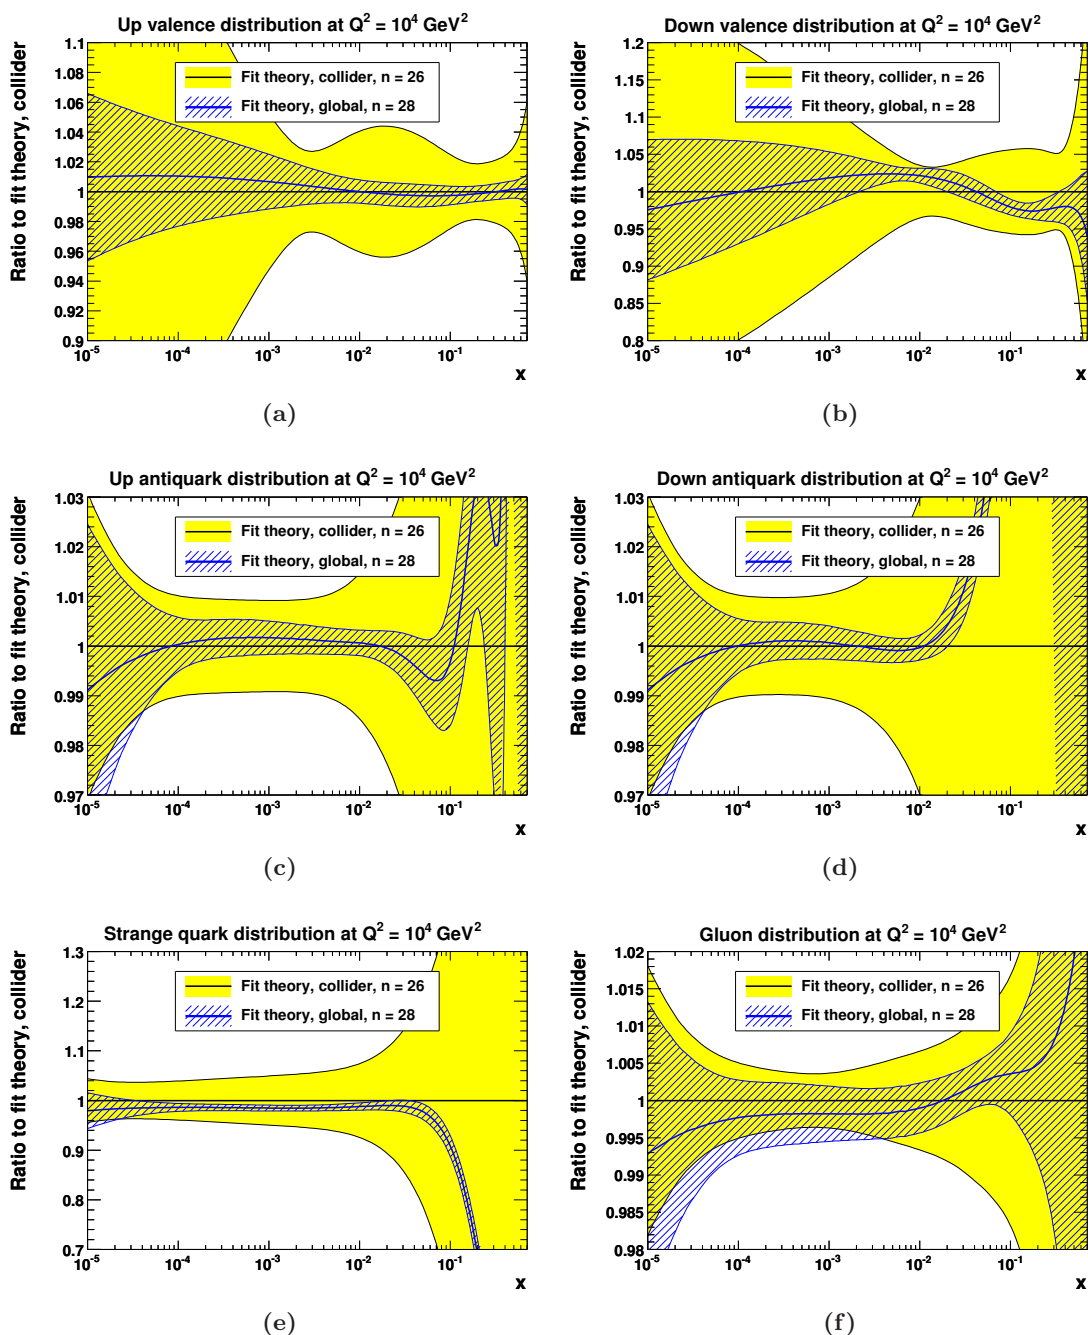 Up valence distribution at Q² = 10⁴ GeV²
Ratio to fit theory, collider
1.1
1.08
1.06
1.04
1.02
1
0.98
0.96
0.94
0.92
0.9
Fit theory, collider, n = 26
Fit theory, global, n = 28
10⁻⁵ 10⁻⁴ 10⁻³ 10⁻² 10⁻¹
x
(a)
Down valence distribution at Q² = 10⁴ GeV²
Ratio to fit theory, collider
1.2
1.15
1.1
1.05
1
0.95
0.9
0.85
0.8
Fit theory, collider, n = 26
Fit theory, global, n = 28
10⁻⁵ 10⁻⁴ 10⁻³ 10⁻² 10⁻¹
x
(b)
Up antiquark distribution at Q² = 10⁴ GeV²
Ratio to fit theory, collider
1.03
1.02
1.01
1
0.99
0.98
0.97
Fit theory, collider, n = 26
Fit theory, global, n = 28
10⁻⁵ 10⁻⁴ 10⁻³ 10⁻² 10⁻¹
x
(c)
Down antiquark distribution at Q² = 10⁴ GeV²
Ratio to fit theory, collider
1.03
1.02
1.01
1
0.99
0.98
0.97
Fit theory, collider, n = 26
Fit theory, global, n = 28
10⁻⁵ 10⁻⁴ 10⁻³ 10⁻² 10⁻¹
x
(d)
Strange quark distribution at Q² = 10⁴ GeV²
Ratio to fit theory, collider
1.3
1.2
1.1
1
0.9
0.8
0.7
Fit theory, collider, n = 26
Fit theory, global, n = 28
10⁻⁵ 10⁻⁴ 10⁻³ 10⁻² 10⁻¹
x
(e)
Gluon distribution at Q² = 10⁴ GeV²
Ratio to fit theory, collider
1.02
1.015
1.01
1.005
1
0.995
0.99
0.985
0.98
Fit theory, collider, n = 26
Fit theory, global, n = 28
10⁻⁵ 10⁻⁴ 10⁻³ 10⁻² 10⁻¹
x
(f)